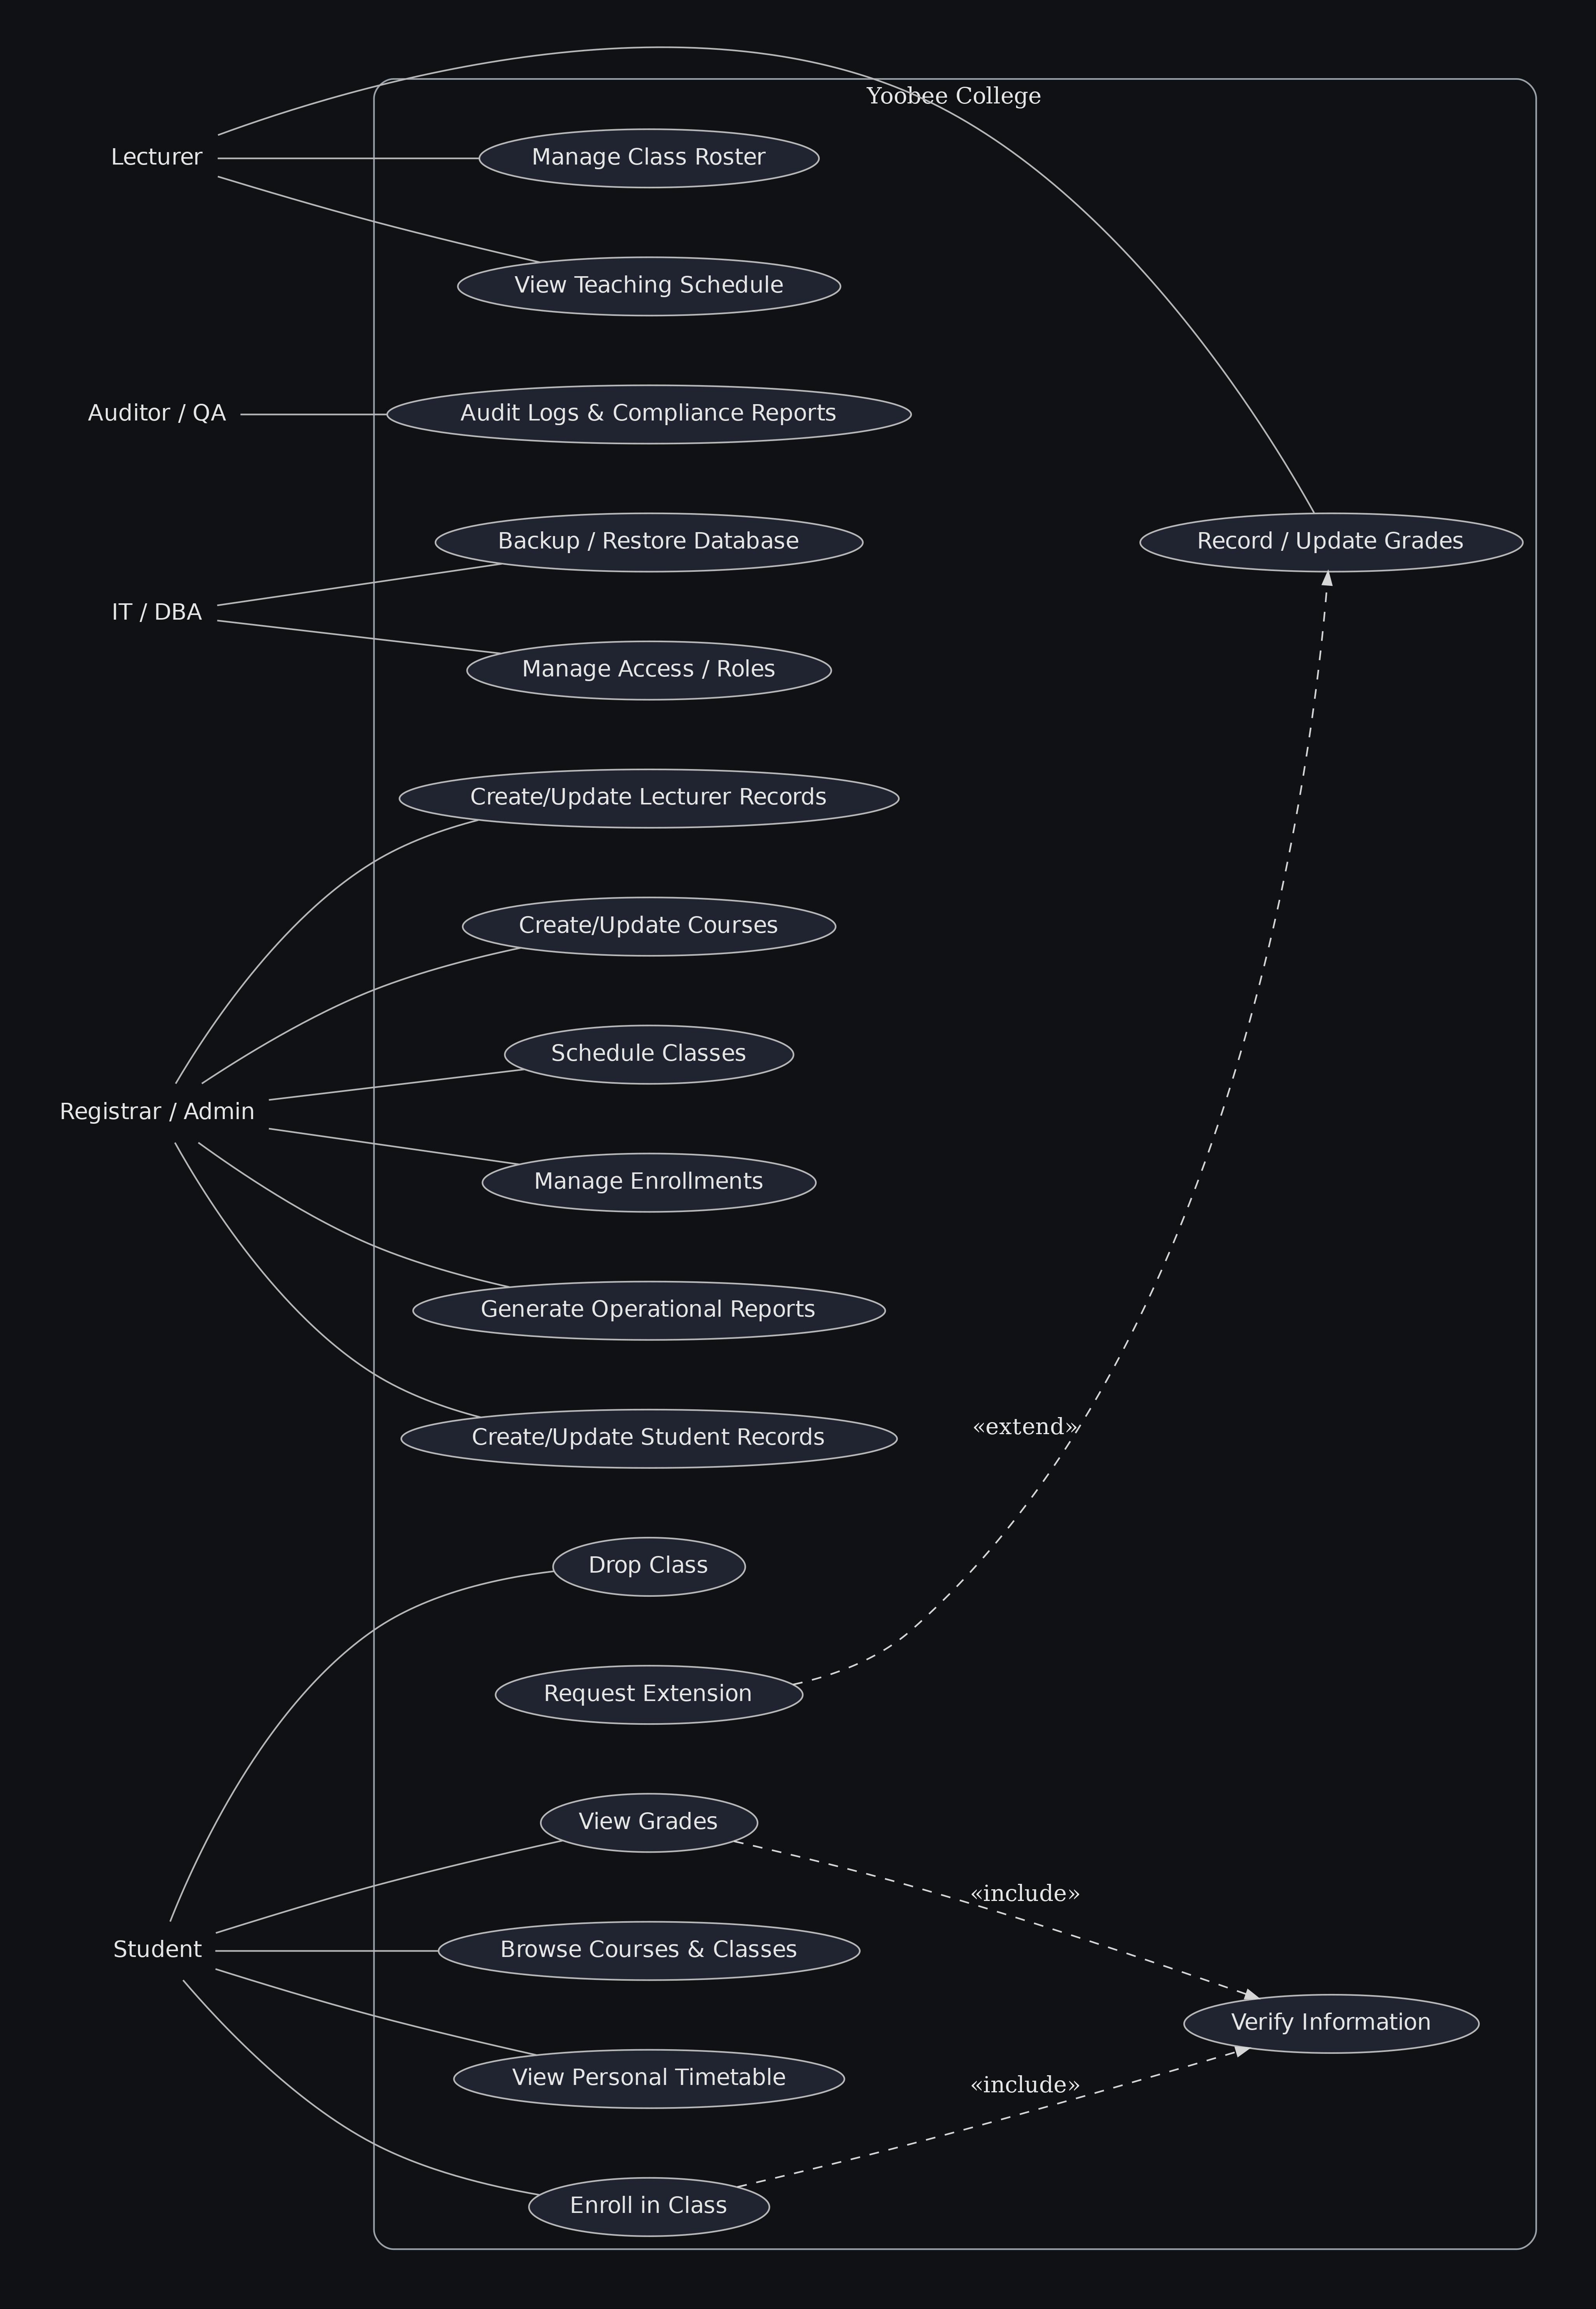 Yoobee College
Lecturer
Manage Class Roster
View Teaching Schedule
Auditor / QA
Audit Logs & Compliance Reports
Backup / Restore Database
Record / Update Grades
IT / DBA
Manage Access / Roles
Create/Update Lecturer Records
Create/Update Courses
Schedule Classes
Registrar / Admin
Manage Enrollments
Generate Operational Reports
«extend»
Create/Update Student Records
Drop Class
Request Extension
View Grades
«include»
Student
Browse Courses & Classes
Verify Information
View Personal Timetable
«include»
Enroll in Class